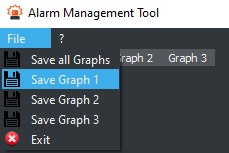 Alarm Management Tool
File ?
Save all Graphs
Graph 2 Graph 3
Save Graph 1
Save Graph 2
Save Graph 3
Exit